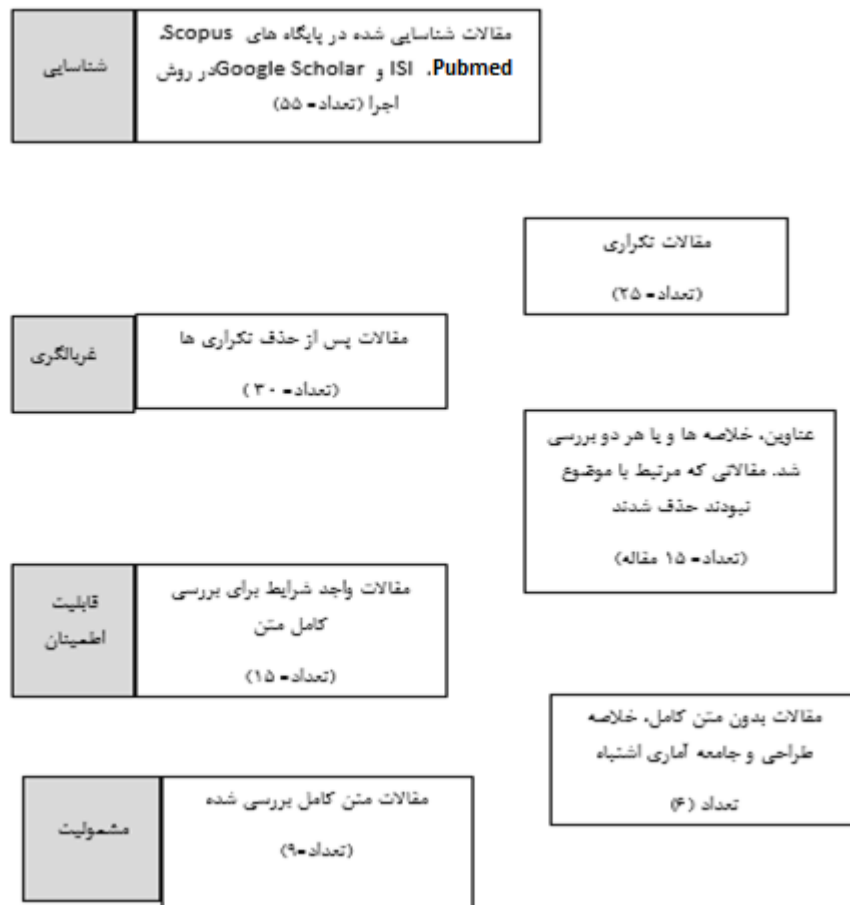 شناسایی
مقالات شناسایی شده در پایگاه های Scopus،
Pubmed، ISI و Google Scholarدر روش
اجرا (تعداد= ۵۵)
مقالات تکراری
(تعداد= ۲۵)
غربالگری
مقالات پس از حذف تکراری ها
(تعداد= ۳۰)
عناوین، خلاصه ها و یا هر دو بررسی
شد. مقالاتی که مرتبط با موضوع
نبودند حذف شدند
(تعداد= ۱۵ مقاله)
قابلیت
اطمینان
مقالات واجد شرایط برای بررسی
کامل متن
(تعداد= ۱۵)
مقالات بدون متن کامل، خلاصه
طراحی و جامعه آماری اشتباه
تعداد (۶)
مشمولیت
مقالات متن کامل بررسی شده
(تعداد=۹)